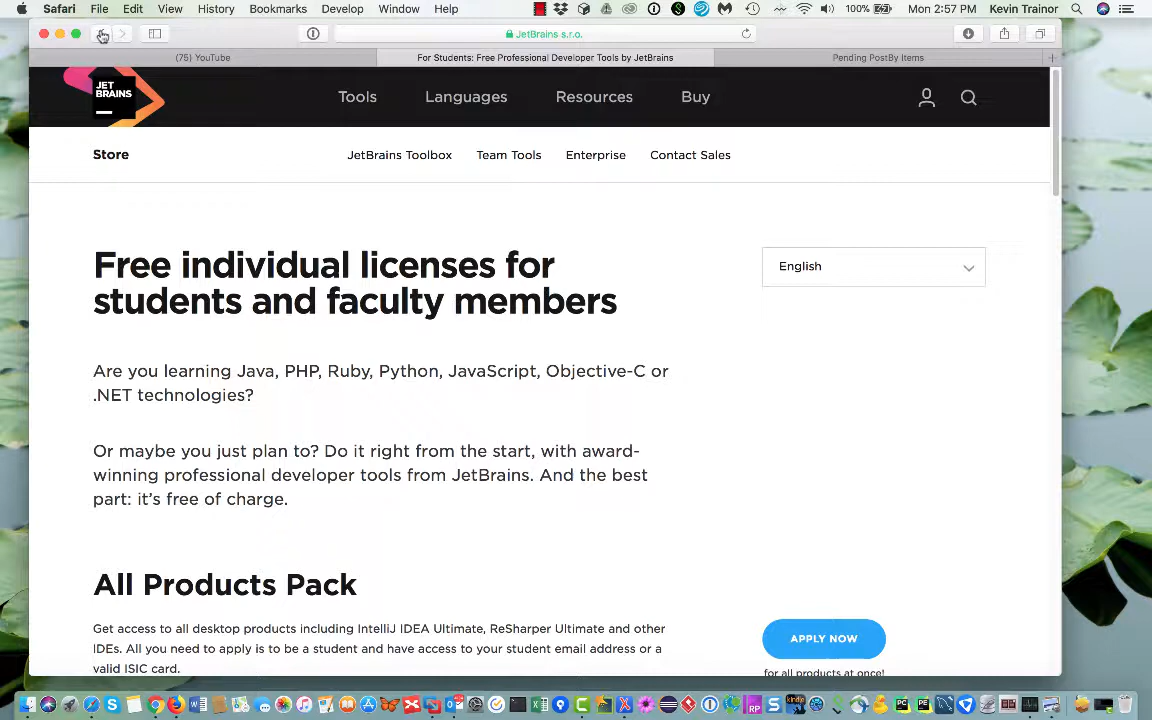 Safari File Edit View History Bookmarks Develop Window Help 100% Mon 2:57 PM Kevin Trainor
JetBrains s.r.o.
(75) YouTube For Students: Free Professional Developer Tools by JetBrains Pending PostBy Items
JET
BRAINS
Tools Languages Resources Buy
Store JetBrains Toolbox Team Tools Enterprise Contact Sales
Free individual licenses for
students and faculty members
English
Are you learning Java, PHP, Ruby, Python, JavaScript, Objective-C or
.NET technologies?
Or maybe you just plan to? Do it right from the start, with award-
winning professional developer tools from JetBrains. And the best
part: it's free of charge.
All Products Pack
Get access to all desktop products including IntelliJ IDEA Ultimate, ReSharper Ultimate and other
IDEs. All you need to apply is to be a student and have access to your student email address or a
valid ISIC card.
APPLY NOW
for all products at once!